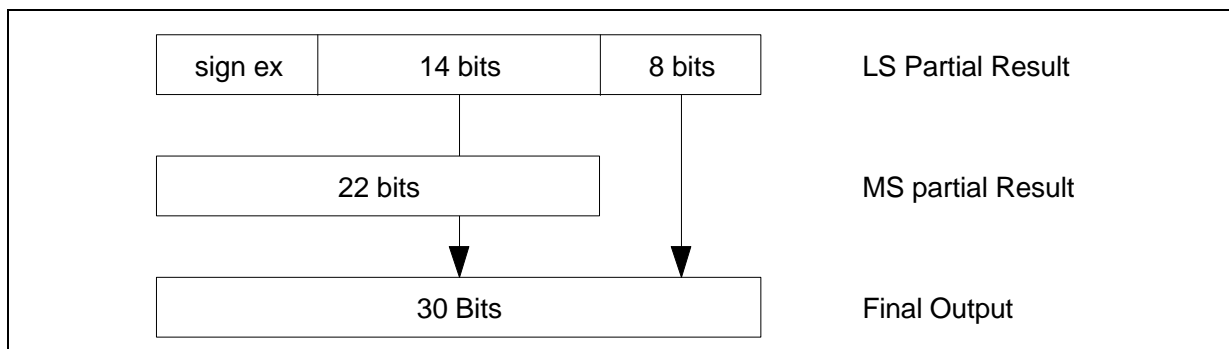 sign ex 14 bits 8 bits LS Partial Result
22 bits MS partial Result
30 Bits Final Output